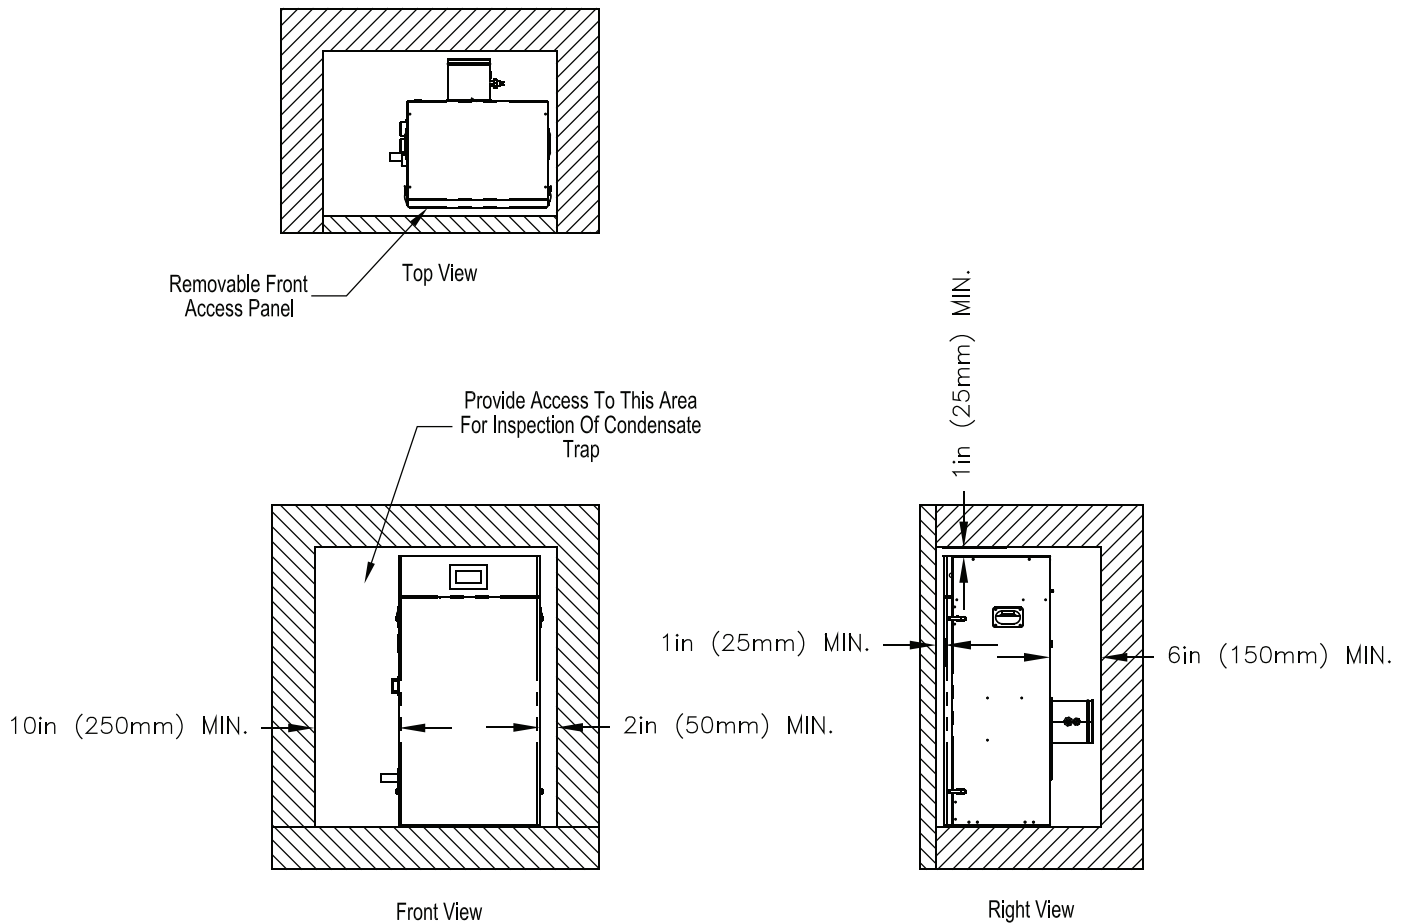 Removable Front
Access Panel
Top View
Provide Access To This Area
For Inspection Of Condensate
Trap
10in (250mm) MIN.
2in (50mm) MIN.
Front View
1in (25mm) MIN.
1in (25mm) MIN.
6in (150mm) MIN.
Right View